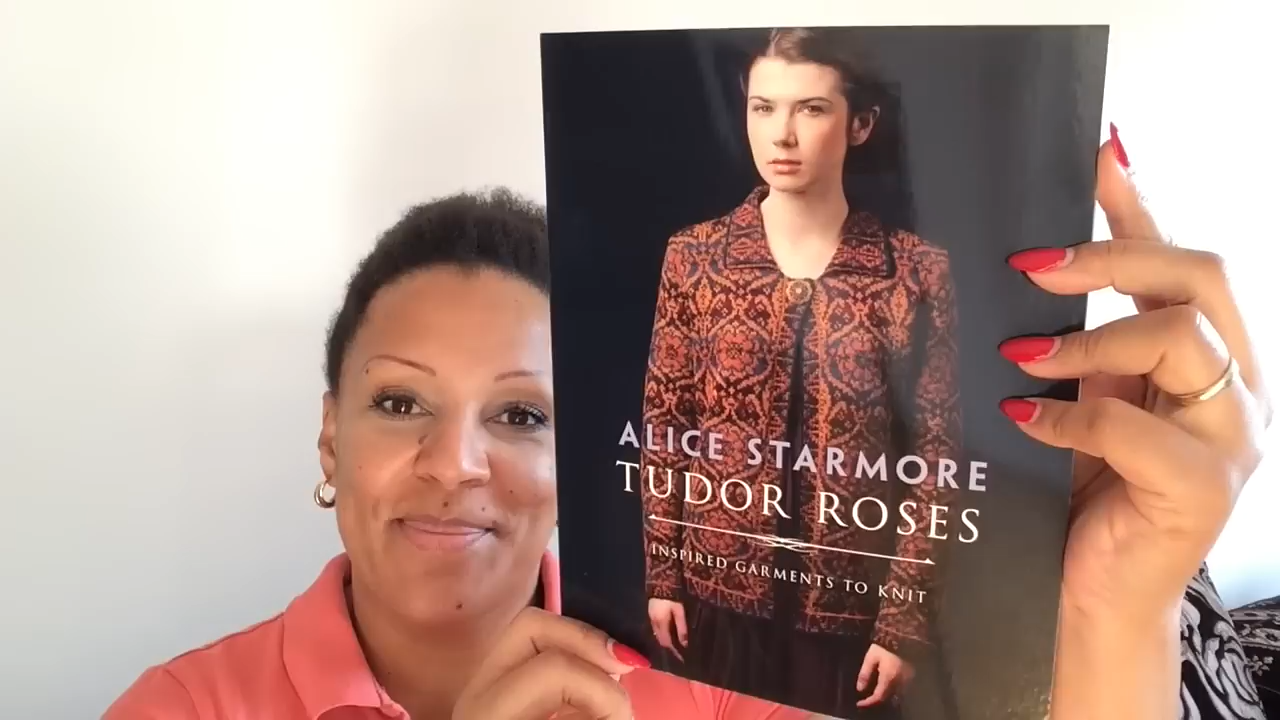 ALICE STARMORE
TUDOR ROSES
INSPIRED GARMENTS TO KNIT